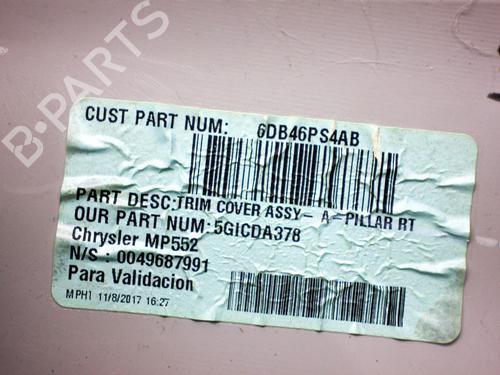 B-PARTS
CUST PART NUM: 6DB46PS4AB
PART DESC:TRIM COVER ASSY- A-PILLAR RT
OUR PART NUM:5GICDA378
Chrysler MP552
N/S : 0049687991
Para Validacion
MPH1 11/8/2017 16:27